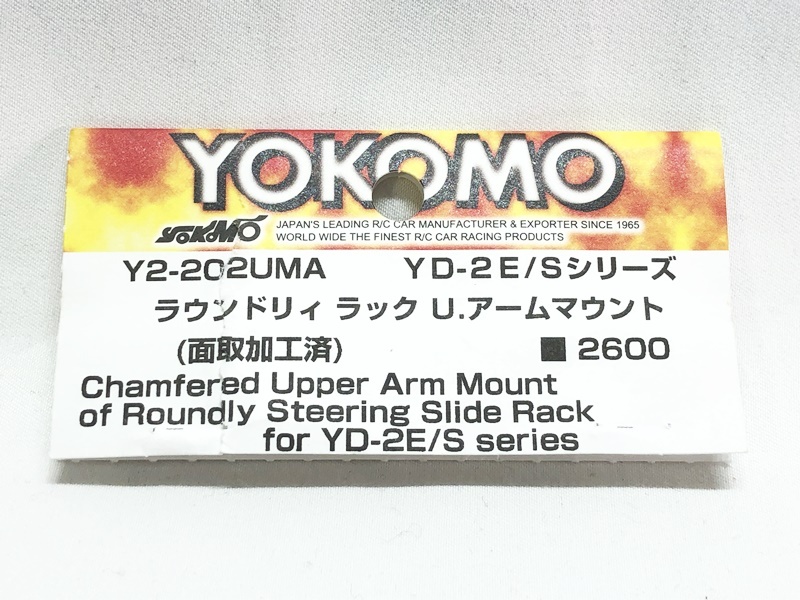 YOKOMO
YOKOMO JAPAN'S LEADING R/C CAR MANUFACTURER & EXPORTER SINCE 1965
WORLD WIDE THE FINEST R/C CAR RACING PRODUCTS
Y2-202UMA YD-2E/Sシリーズ
ラウンドリィ ラック U.アームマウント
(面取加工済) ■ 2600
Chamfered Upper Arm Mount
of Roundly Steering Slide Rack
for YD-2E/S series